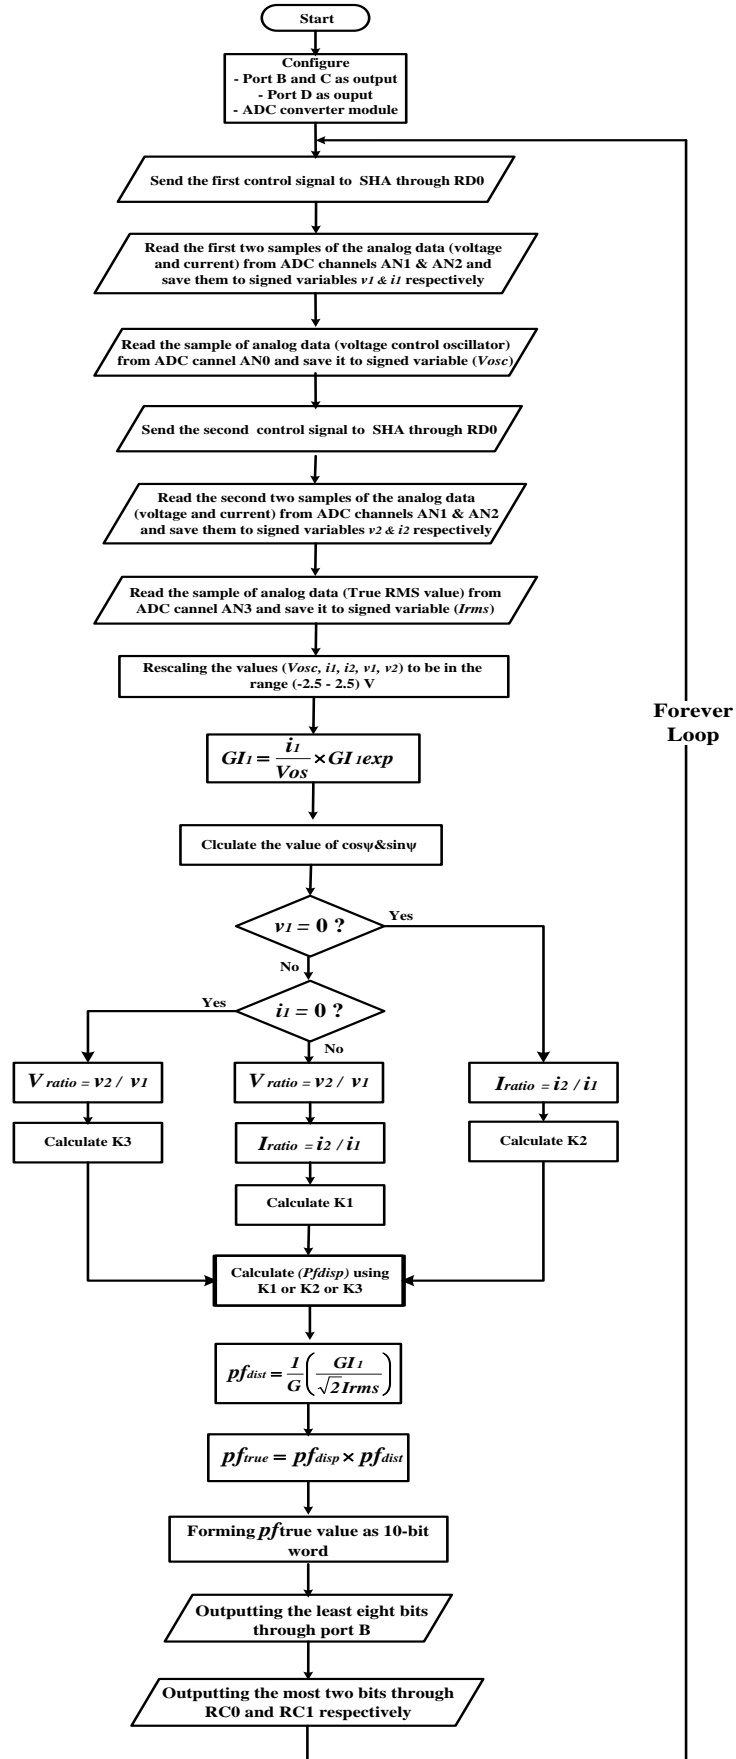 Start
Configure
- Port B and C as output
- Port D as ouput
- ADC converter module
Send the first control signal to SHA through RD0
Read the first two samples of the analog data (voltage
and current) from ADC channels AN1 & AN2 and
save them to signed variables v1 & i1 respectively
Read the sample of analog data (voltage control oscillator)
from ADC cannel AN0 and save it to signed variable (Vosc)
Send the second control signal to SHA through RD0
Read the second two samples of the analog data
(voltage and current) from ADC channels AN1 & AN2
and save them to signed variables v2 & i2 respectively
Read the sample of analog data (True RMS value) from
ADC cannel AN3 and save it to signed variable (Irms)
Rescaling the values (Vosc, i1, i2, v1, v2) to be in the
range (-2.5 - 2.5) V
Forever
Loop
GI1 = i1 / Vos × GI1exp
Clculate the value of cosψ&sinψ
v1 = 0 ?
Yes
No
i1 = 0 ?
Yes
No
V ratio = v2 / v1
V ratio = v2 / v1
Iratio = i2 / i1
Calculate K3
Iratio = i2 / i1
Calculate K2
Calculate K1
Calculate (Pfdisp) using
K1 or K2 or K3
pfdist = 1/G (GI1 / √2Irms)
pftrue = pfdisp × pfdist
Forming pftrue value as 10-bit
word
Outputting the least eight bits
through port B
Outputting the most two bits through
RC0 and RC1 respectively